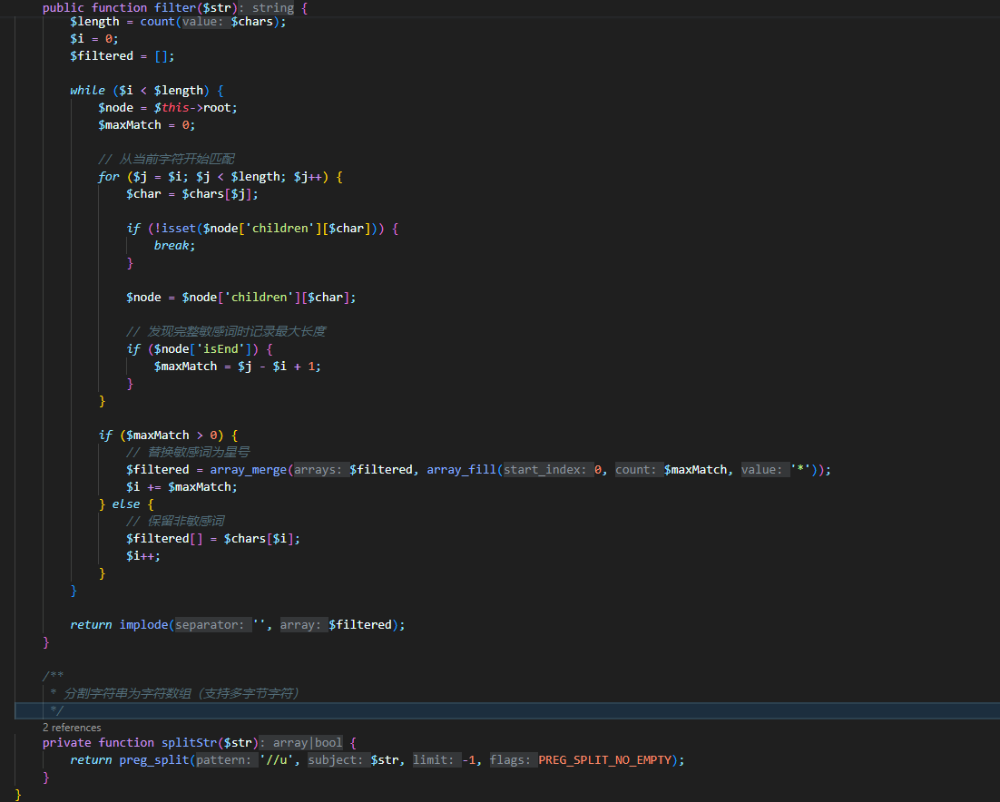 public function filter($str): string {
$length = count(value: $chars);
$i = 0;
$filtered = [];
while ($i < $length) {
$node = $this->root;
$maxMatch = 0;
// 从当前字符开始匹配
for ($j = $i; $j < $length; $j++) {
$char = $chars[$j];
if (!isset($node['children'][$char])) {
break;
}
$node = $node['children'][$char];
// 发现完整敏感词时记录最大长度
if ($node['isEnd']) {
$maxMatch = $j - $i + 1;
}
}
if ($maxMatch > 0) {
// 替换敏感词为星号
$filtered = array_merge(arrays: $filtered, array_fill(start_index: 0, count: $maxMatch, value: '*'));
$i += $maxMatch;
} else {
// 保留非敏感词
$filtered[] = $chars[$i];
$i++;
}
}
return implode(separator: '', array: $filtered);
}
/**
* 分割字符串为字符数组（支持多字节字符）
*/
2 references
private function splitStr($str): array|bool {
return preg_split(pattern: '//u', subject: $str, limit: -1, flags: PREG_SPLIT_NO_EMPTY);
}
}